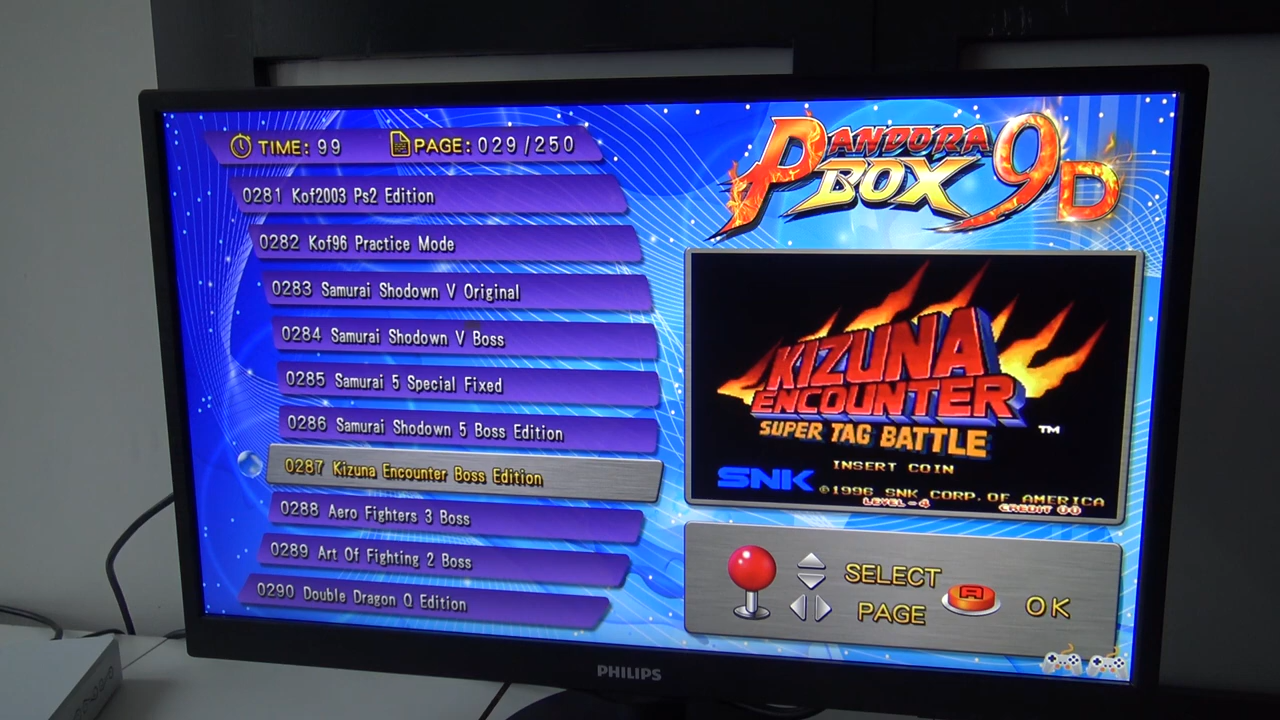 TIME: 99
PAGE: 029/250
0281 Kof2003 Ps2 Edition
0282 Kof96 Practice Mode
0283 Samurai Shodown V Original
0284 Samurai Shodown V Boss
0285 Samurai 5 Special Fixed
0286 Samurai Shodown 5 Boss Edition
0287 Kizuna Encounter Boss Edition
0288 Aero Fighters 3 Boss
0289 Art Of Fighting 2 Boss
0290 Double Dragon Q Edition
PANDORA
BOX 9D
KIZUNA
ENCOUNTER
SUPER TAG BATTLE
TM
INSERT COIN
SNK ©1996 SNK CORP. OF AMERICA
LEVEL-4 CREDIT 00
SELECT
PAGE
A
OK
PHILIPS